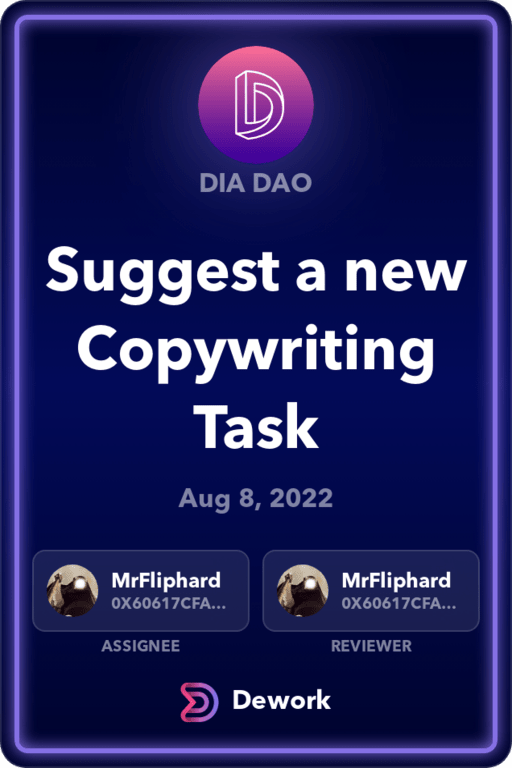 DIA DAO
Suggest a new
Copywriting
Task
Aug 8, 2022
MrFliphard
0X60617CFA...
ASSIGNEE
MrFliphard
0X60617CFA...
REVIEWER
Dework